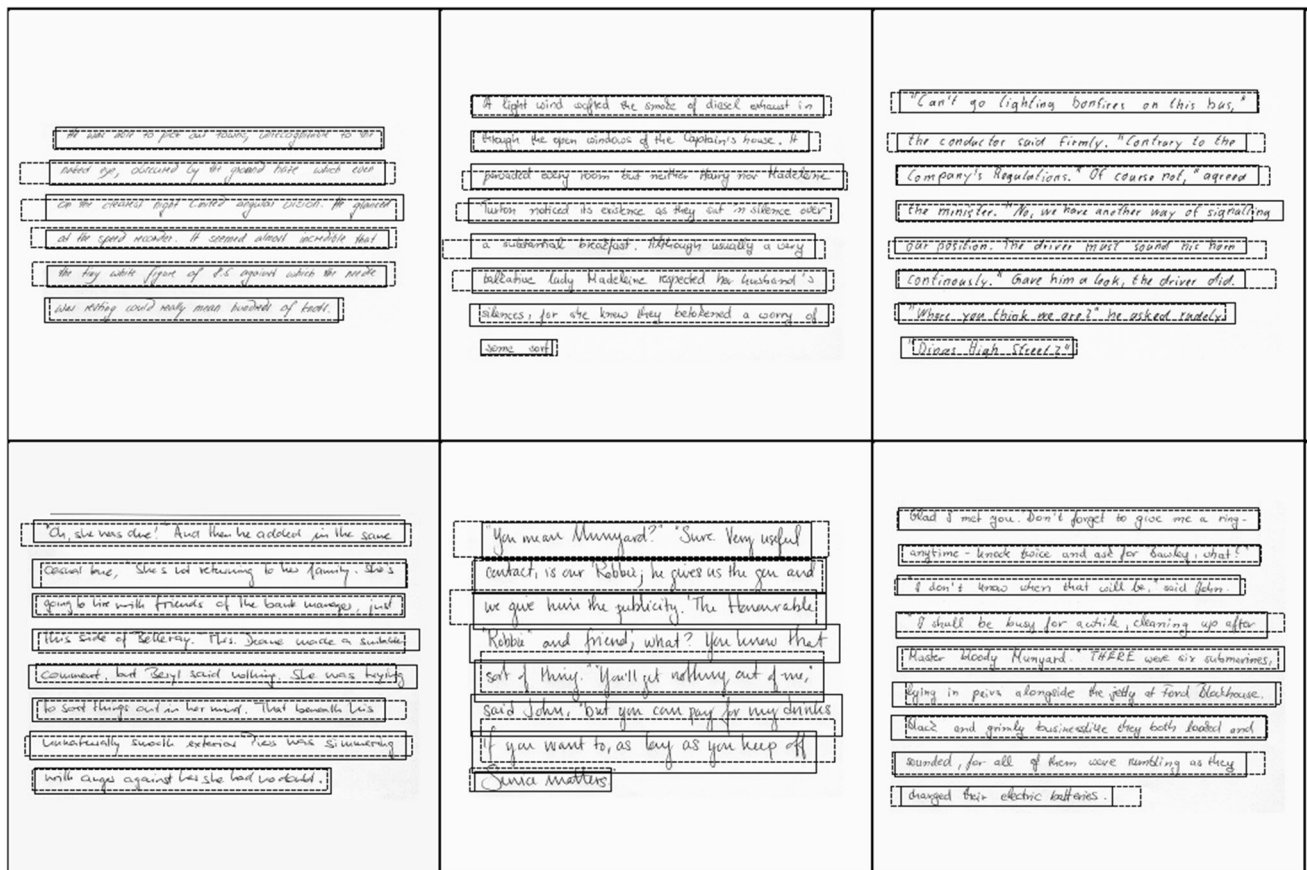 He was able to pick out towns, unrecognisable to the
naked eye, obscured by the ground haze which even
on the clearest night limited angular vision. He glanced
at the speed recorder. It seemed almost incredible that
the tiny white figure of 8.5 against which the needle
was resting could really mean hundreds of knots.
A light wind wafted the smoke of diesel exhaust in
through the open windows of the Captain's house. It
pervaded every room but neither Harry nor Madeleine
Turton noticed its existence as they sat in silence over
a substantial breakfast. Although usually a very
talkative lady Madeleine respected her husband's
silences, for she knew they betokened a worry of
some sort
"Can't go lighting bonfires on this bus,"
the conductor said firmly. "Contrary to the
Company's Regulations." "Of course not," agreed
the minister. "No, we have another way of signalling
our position. The driver must sound his horn
continously." Gave him a look, the driver did.
"Where you think we are?" he asked rudely.
"Dinas High Street?"
"Oh, she was due!" And then he added in the same
casual tone, "She's not returning to her family. She's
going to live with friends of the bank manager, just
this side of Belleray." Mrs. Deane made a suitable
comment, but Beryl said nothing. She was trying
to sort things out in her mind. That beneath his
unnaturally smooth exterior was simmering
with anger against her she had no doubt.
"You mean Munyard?" "Sure. Very useful
contact, is our 'Robbie'; he gives us the gen and
we give him the publicity. 'The Honourable
'Robbie' and friend', what? You know that
sort of thing." "You'll get nothing out of me,"
said John, "but you can pay for my drinks
if you want to, as long as you keep off
Suma matters
Glad I met you. Don't forget to give me a ring-
anytime - knock twice and ask for Sawley, what?"
"I don't know when that will be," said John.
"I shall be busy for awhile, cleaning up after
Master bloody Munyard." THERE were six submarines,
lying in pairs alongside the jetty at Ford Blockhouse.
black and grimly businesslike they both looked and
sounded, for all of them were rumbling as they
charged their electric batteries.